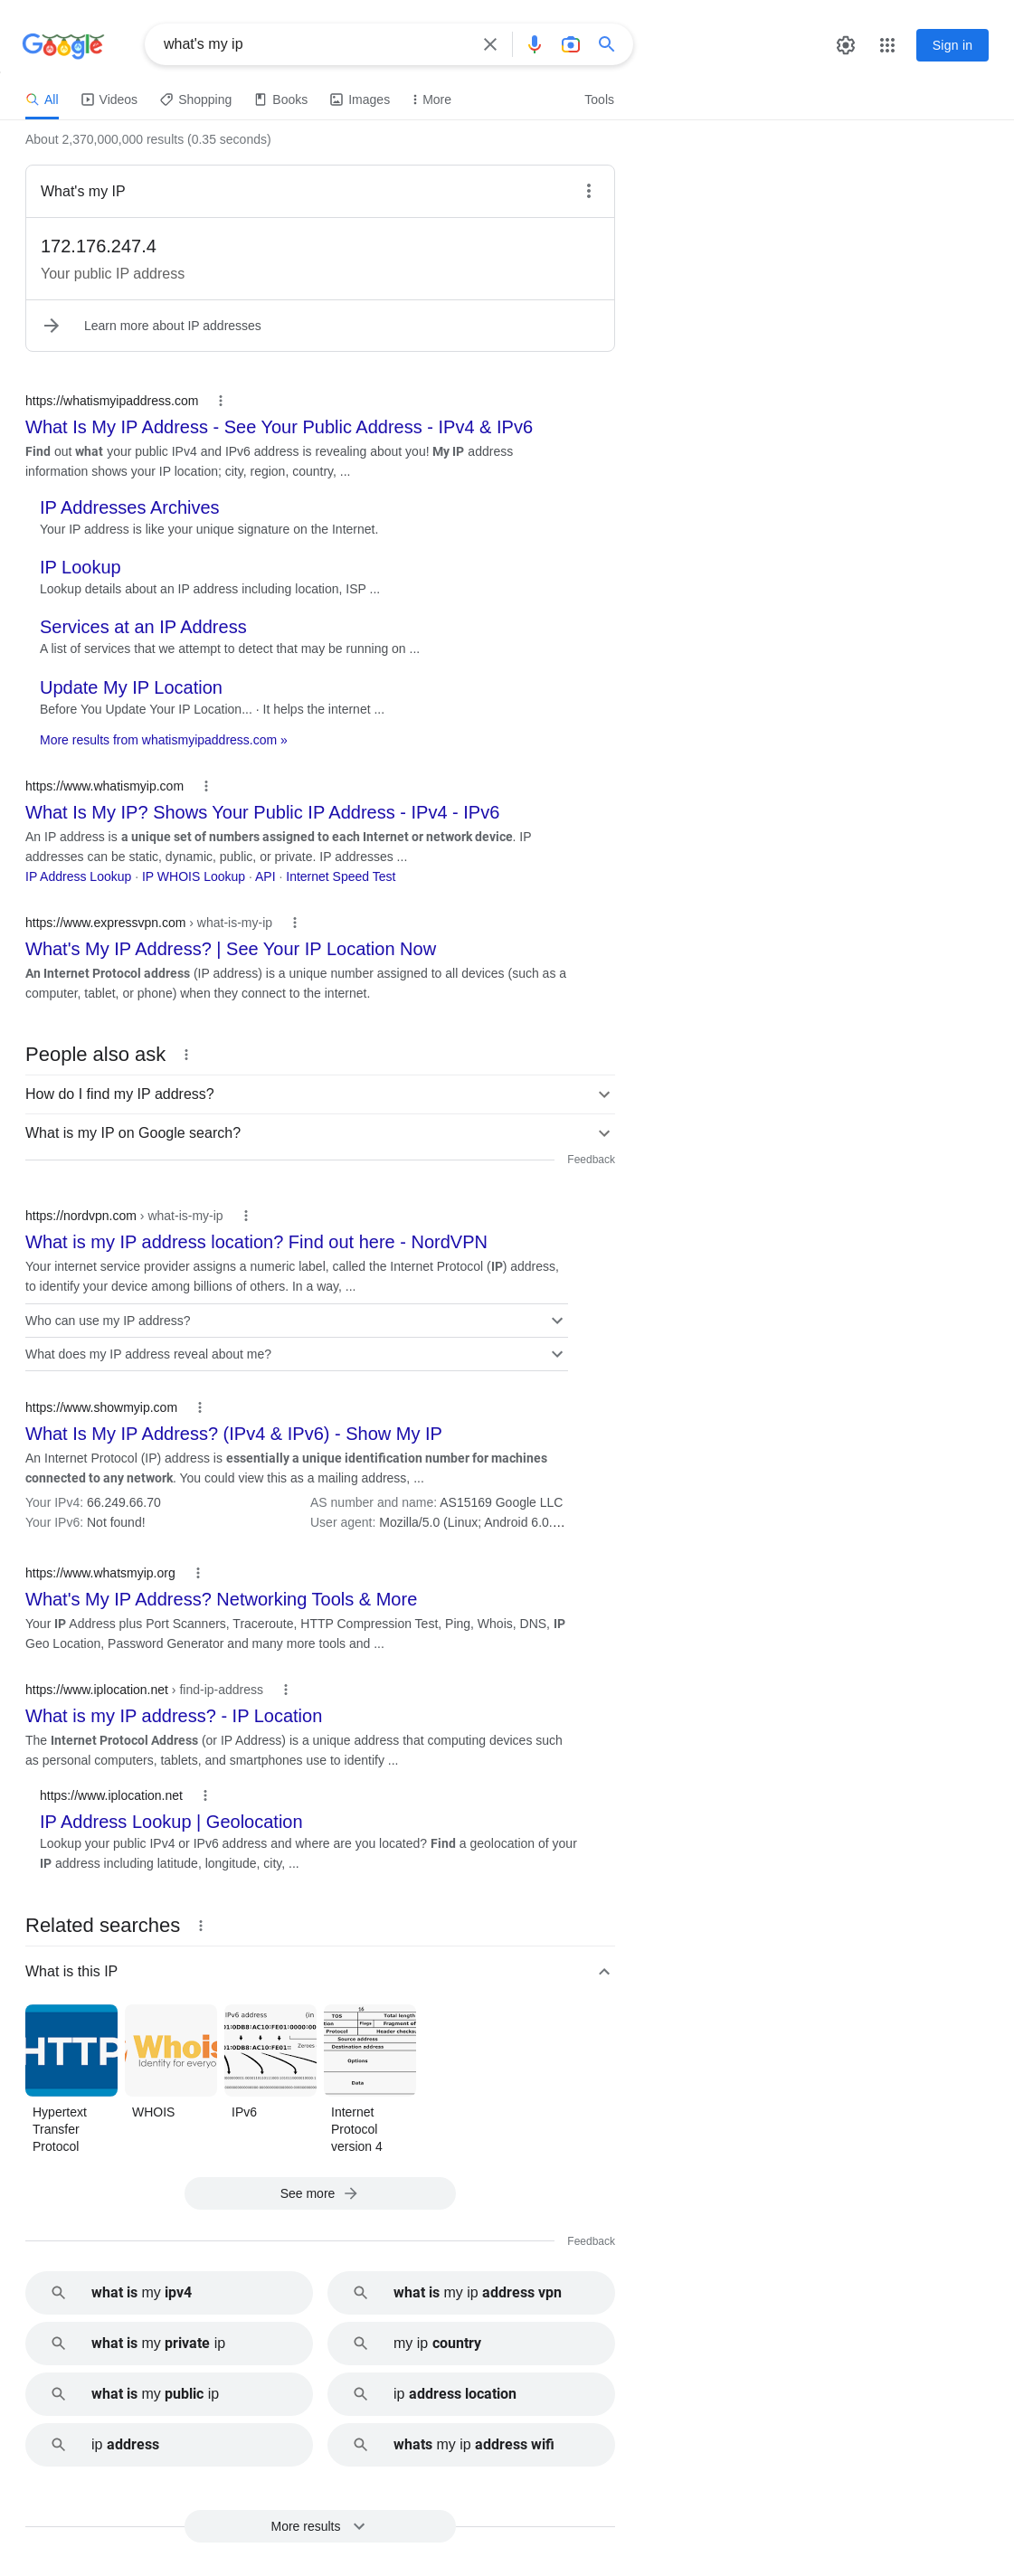 Google
what's my ip
Sign in
All
Videos
Shopping
Books
Images
More
Tools
About 2,370,000,000 results (0.35 seconds)
What's my IP
172.176.247.4
Your public IP address
Learn more about IP addresses
https://whatismyipaddress.com
What Is My IP Address - See Your Public Address - IPv4 & IPv6
Find out what your public IPv4 and IPv6 address is revealing about you! My IP address
information shows your IP location; city, region, country, ...
IP Addresses Archives
Your IP address is like your unique signature on the Internet.
IP Lookup
Lookup details about an IP address including location, ISP ...
Services at an IP Address
A list of services that we attempt to detect that may be running on ...
Update My IP Location
Before You Update Your IP Location... · It helps the internet ...
More results from whatismyipaddress.com »
https://www.whatismyip.com
What Is My IP? Shows Your Public IP Address - IPv4 - IPv6
An IP address is a unique set of numbers assigned to each Internet or network device. IP
addresses can be static, dynamic, public, or private. IP addresses ...
IP Address Lookup · IP WHOIS Lookup · API · Internet Speed Test
https://www.expressvpn.com › what-is-my-ip
What's My IP Address? | See Your IP Location Now
An Internet Protocol address (IP address) is a unique number assigned to all devices (such as a
computer, tablet, or phone) when they connect to the internet.
People also ask
How do I find my IP address?
What is my IP on Google search?
Feedback
https://nordvpn.com › what-is-my-ip
What is my IP address location? Find out here - NordVPN
Your internet service provider assigns a numeric label, called the Internet Protocol (IP) address,
to identify your device among billions of others. In a way, ...
Who can use my IP address?
What does my IP address reveal about me?
https://www.showmyip.com
What Is My IP Address? (IPv4 & IPv6) - Show My IP
An Internet Protocol (IP) address is essentially a unique identification number for machines
connected to any network. You could view this as a mailing address, ...
Your IPv4: 66.249.66.70
AS number and name: AS15169 Google LLC
Your IPv6: Not found!
User agent: Mozilla/5.0 (Linux; Android 6.0....
https://www.whatsmyip.org
What's My IP Address? Networking Tools & More
Your IP Address plus Port Scanners, Traceroute, HTTP Compression Test, Ping, Whois, DNS, IP
Geo Location, Password Generator and many more tools and ...
https://www.iplocation.net › find-ip-address
What is my IP address? - IP Location
The Internet Protocol Address (or IP Address) is a unique address that computing devices such
as personal computers, tablets, and smartphones use to identify ...
https://www.iplocation.net
IP Address Lookup | Geolocation
Lookup your public IPv4 or IPv6 address and where are you located? Find a geolocation of your
IP address including latitude, longitude, city, ...
Related searches
What is this IP
HTTP
Whois
Identity for everyo
IPv6 address (in
Zeroes
16
TOS Total length
Flags Fragment of
Protocol Header checks
Source address
Destination address
Options
Data
Hypertext
Transfer
Protocol
WHOIS
IPv6
Internet
Protocol
version 4
See more
Feedback
what is my ipv4
what is my ip address vpn
what is my private ip
my ip country
what is my public ip
ip address location
ip address
whats my ip address wifi
More results